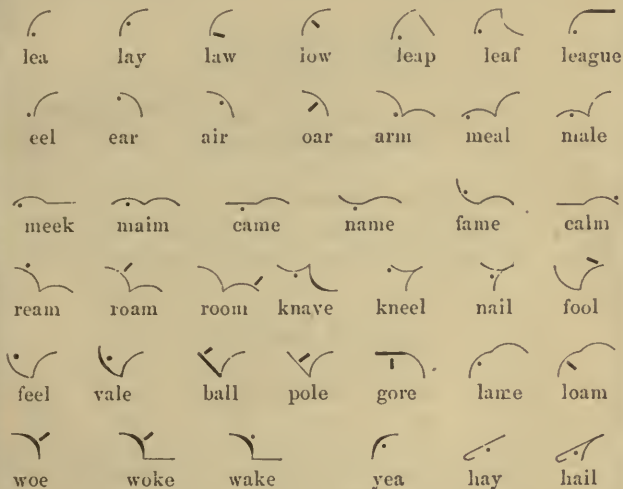 lea lay law low leap leaf league
eel ear air oar arm meal male
meek maim came name fame calm
ream roam room knave kneel nail fool
feel vale ball pole gore lame loam
woe woke wake yea hay hail